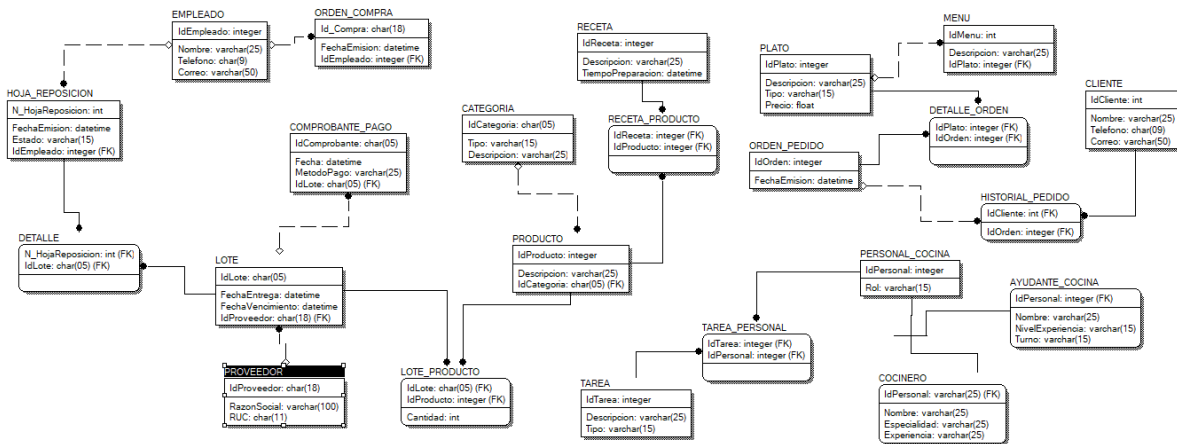 EMPLEADO
IdEmpleado: integer
Nombre: varchar(25)
Telefono: char(9)
Correo: varchar(50)
ORDEN_COMPRA
Id_Compra: char(18)
FechaEmision: datetime
IdEmpleado: integer (FK)
RECETA
IdReceta: integer
Descripcion: varchar(25)
TiempoPreparacion: datetime
MENU
IdMenu: int
Descripcion: varchar(25)
IdPlato: integer (FK)
PLATO
IdPlato: integer
Descripcion: varchar(25)
Tipo: varchar(15)
Precio: float
CLIENTE
IdCliente: int
Nombre: varchar(25)
Telefono: char(09)
Correo: varchar(50)
HOJA_REPOSICION
N_HojaReposicion: int
FechaEmision: datetime
Estado: varchar(15)
IdEmpleado: integer (FK)
COMPROBANTE_PAGO
IdComprobante: char(05)
Fecha: datetime
MetodoPago: varchar(25)
IdLote: char(05) (FK)
CATEGORIA
IdCategoria: char(05)
Tipo: varchar(15)
Descripcion: varchar(25)
RECETA_PRODUCTO
IdReceta: integer (FK)
IdProducto: integer (FK)
DETALLE_ORDEN
IdPlato: integer (FK)
IdOrden: integer (FK)
ORDEN_PEDIDO
IdOrden: integer
FechaEmision: datetime
HISTORIAL_PEDIDO
IdCliente: int (FK)
IdOrden: integer (FK)
DETALLE
N_HojaReposicion: int (FK)
IdLote: char(05) (FK)
LOTE
IdLote: char(05)
FechaEntrega: datetime
FechaVencimiento: datetime
IdProveedor: char(18) (FK)
PRODUCTO
IdProducto: integer
Descripcion: varchar(25)
IdCategoria: char(05) (FK)
PERSONAL_COCINA
IdPersonal: integer
Rol: varchar(15)
AYUDANTE_COCINA
IdPersonal: integer (FK)
Nombre: varchar(25)
NivelExperiencia: varchar(15)
Turno: varchar(15)
TAREA_PERSONAL
IdTarea: integer (FK)
IdPersonal: integer (FK)
PROVEEDOR
IdProveedor: char(18)
RazonSocial: varchar(100)
RUC: char(11)
LOTE_PRODUCTO
IdLote: char(05) (FK)
IdProducto: integer (FK)
Cantidad: int
TAREA
IdTarea: integer
Descripcion: varchar(25)
Tipo: varchar(15)
COCINERO
IdPersonal: varchar(25) (FK)
Nombre: varchar(25)
Especialidad: varchar(25)
Experiencia: varchar(25)